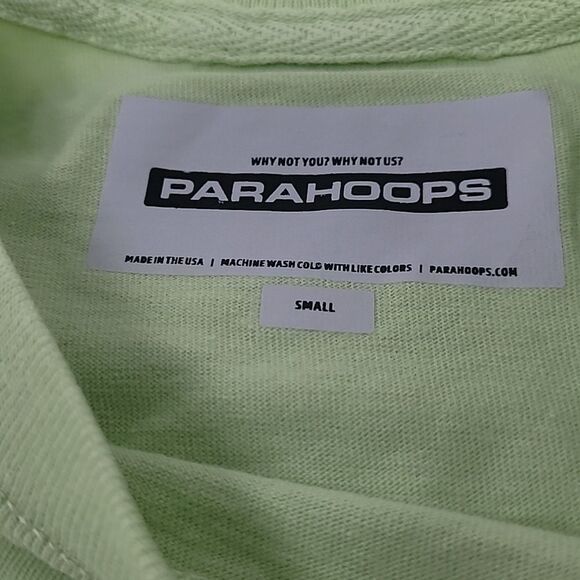 WHY NOT YOU? WHY NOT US?
PARAHOOPS
MADE IN THE USA | MACHINE WASH COLD WITH LIKE COLORS | PARAHOOPS.COM
SMALL